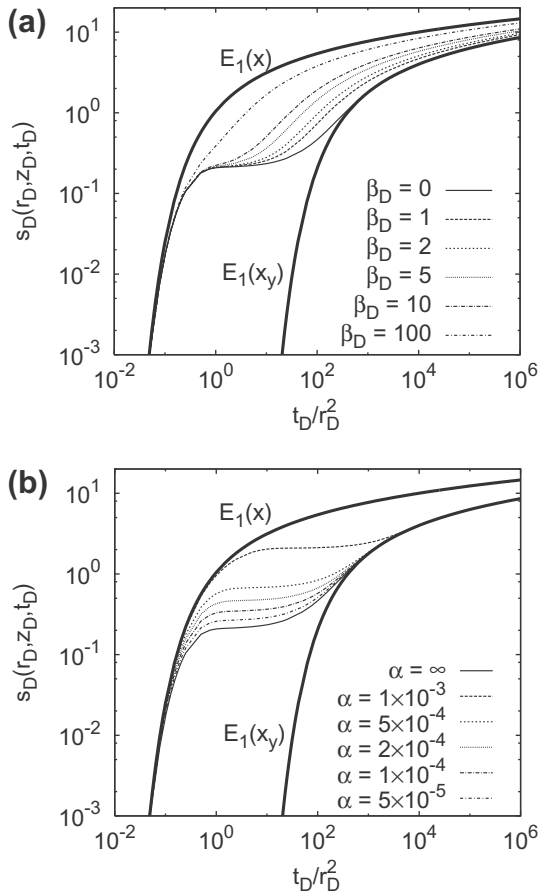 (a)
10^1
10^0
10^-1
10^-2
10^-3
s_D(r_D,z_D,t_D)
E_1(x)
E_1(x_y)
β_D = 0
β_D = 1
β_D = 2
β_D = 5
β_D = 10
β_D = 100
10^-2 10^0 10^2 10^4 10^6
t_D/r_D^2
(b)
10^1
10^0
10^-1
10^-2
10^-3
s_D(r_D,z_D,t_D)
E_1(x)
E_1(x_y)
α = ∞
α = 1×10^-3
α = 5×10^-4
α = 2×10^-4
α = 1×10^-4
α = 5×10^-5
10^-2 10^0 10^2 10^4 10^6
t_D/r_D^2